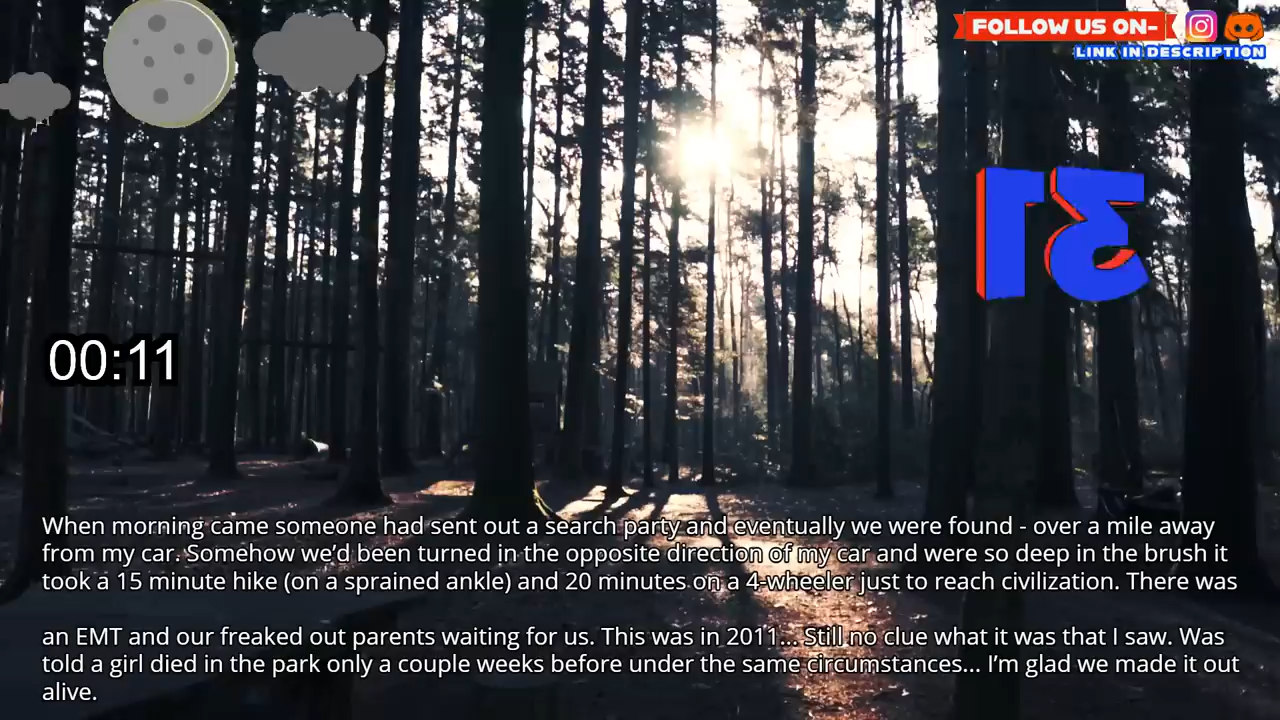 FOLLOW US ON-
LINK IN DESCRIPTION
31
00:11
When morning came someone had sent out a search party and eventually we were found - over a mile away
from my car. Somehow we’d been turned in the opposite direction of my car and were so deep in the brush it
took a 15 minute hike (on a sprained ankle) and 20 minutes on a 4-wheeler just to reach civilization. There was
an EMT and our freaked out parents waiting for us. This was in 2011... Still no clue what it was that I saw. Was
told a girl died in the park only a couple weeks before under the same circumstances... I’m glad we made it out
alive.